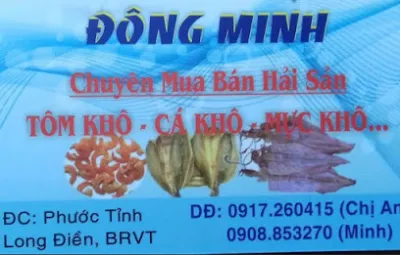 ĐÔNG MINH
Chuyên Mua Bán Hải Sản
TÔM KHÔ - CÁ KHÔ - MỰC KHÔ...
ĐC: Phước Tỉnh
Long Điền, BRVT
DĐ: 0917.260415 (Chị An
0908.853270 (Minh)